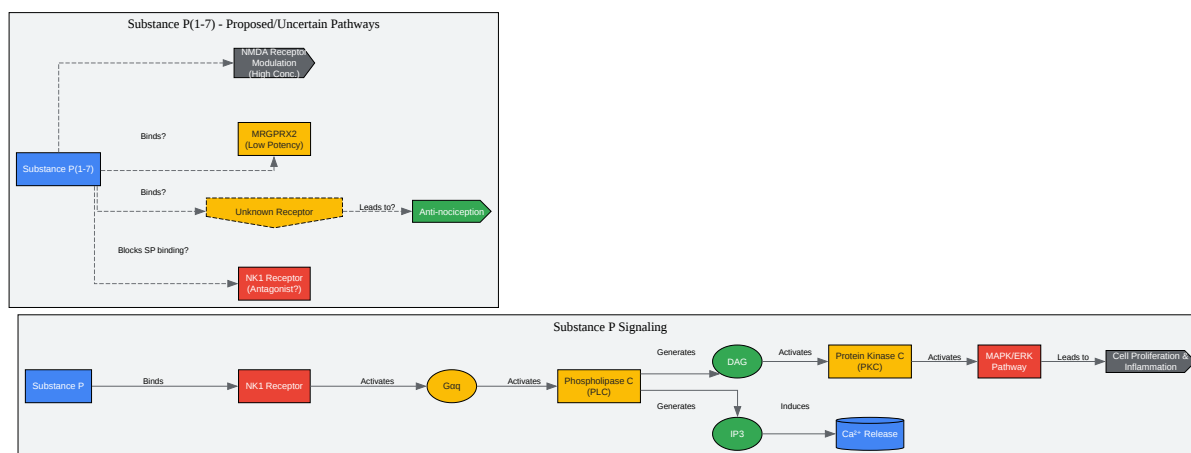 Substance P(1-7) - Proposed/Uncertain Pathways
NMDA Receptor
Modulation
(High Conc.)
Binds?
MRGPRX2
(Low Potency)
Substance P(1-7)
Binds?
Unknown Receptor
Leads to?
Anti-nociception
Blocks SP binding?
NK1 Receptor
(Antagonist?)
Substance P Signaling
Substance P
Binds
NK1 Receptor
Activates
Gαq
Activates
Phospholipase C
(PLC)
Generates
DAG
Activates
Protein Kinase C
(PKC)
Activates
MAPK/ERK
Pathway
Leads to
Cell Proliferation &
Inflammation
Generates
IP3
Induces
Ca²⁺ Release